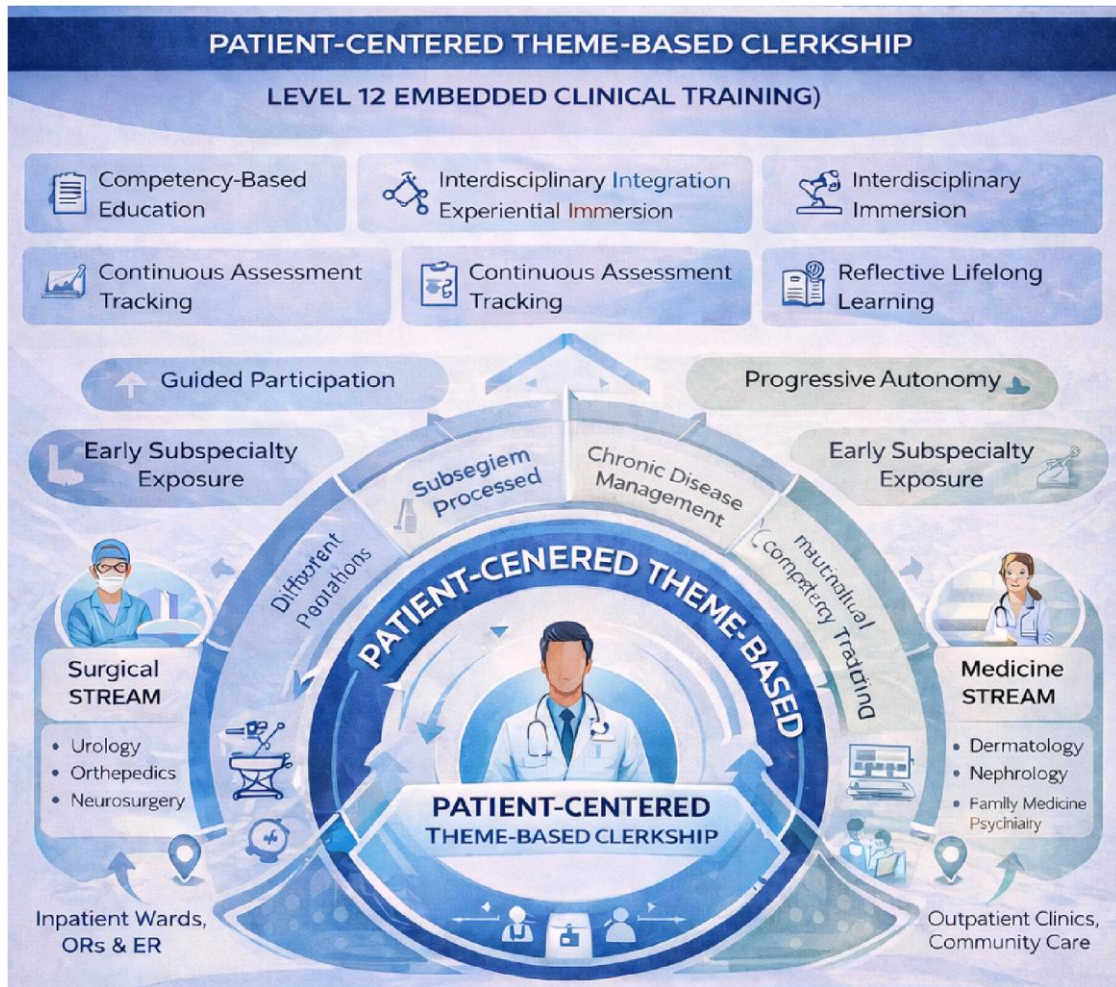 PATIENT-CENTERED THEME-BASED CLERKSHIP
LEVEL 12 EMBEDDED CLINICAL TRAINING)
Competency-Based
Education
Interdisciplinary Integration
Experiential Immersion
Interdisciplinary
Immersion
Continuous Assessment
Tracking
Continuous Assessment
Tracking
Reflective Lifelong
Learning
Guided Participation
Progressive Autonomy
Early Subspecialty
Exposure
Early Subspecialty
Exposure
Subsegiem
Processed
Chronic Disease
Management
PATIENT-CENERED THEME-BASED
Surgical
STREAM
• Urology
• Orthepedics
• Neurosurgery
Medicine
STREAM
• Dermatology
• Nephrology
• Family Medicine
PATIENT-CENTERED
THEME-BASED CLERKSHIP
Inpatient Wards,
ORs & ER
Outpatient Clinics,
Community Care